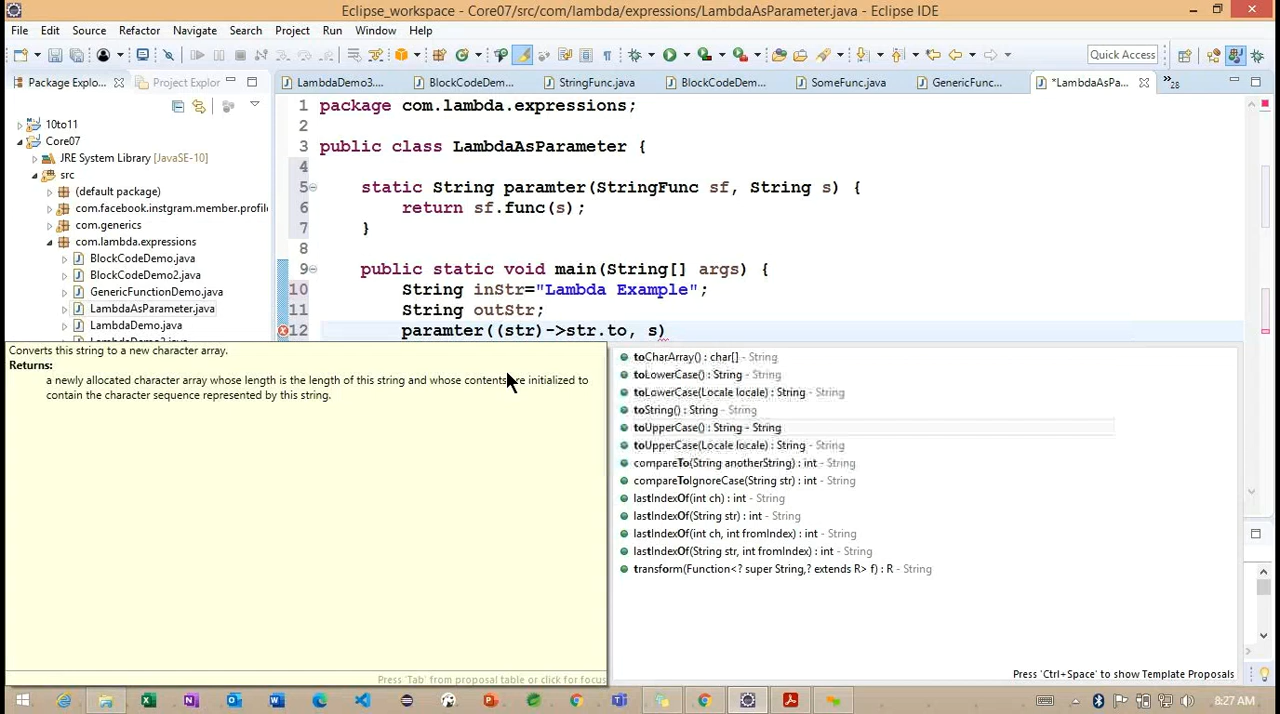 Eclipse_workspace - Core07/src/com/lambda/expressions/LambdaAsParameter.java - Eclipse IDE
File Edit Source Refactor Navigate Search Project Run Window Help
Quick Access
Package Explo... Project Explor
LambdaDemo3.... BlockCodeDem... StringFunc.java BlockCodeDem... SomeFunc.java GenericFunc... *LambdaAsPa... »28
10to11
Core07
JRE System Library [JavaSE-10]
src
(default package)
com.facebook.instgram.member.profile
com.generics
com.lambda.expressions
BlockCodeDemo.java
BlockCodeDemo2.java
GenericFunctionDemo.java
LambdaAsParameter.java
LambdaDemo.java
1 package com.lambda.expressions;
2
3 public class LambdaAsParameter {
4
5 static String paramter(StringFunc sf, String s) {
6 return sf.func(s);
7 }
8
9 public static void main(String[] args) {
10 String inStr="Lambda Example";
11 String outStr;
12 paramter((str)->str.to, s)
Converts this string to a new character array.
Returns:
a newly allocated character array whose length is the length of this string and whose contents are initialized to
contain the character sequence represented by this string.
Press 'Tab' from proposal table or click for focus
toCharArray() : char[] - String
toLowerCase() : String - String
toLowerCase(Locale locale) : String - String
toString() : String - String
toUpperCase() : String - String
toUpperCase(Locale locale) : String - String
compareTo(String anotherString) : int - String
compareToIgnoreCase(String str) : int - String
lastIndexOf(int ch) : int - String
lastIndexOf(String str) : int - String
lastIndexOf(int ch, int fromIndex) : int - String
lastIndexOf(String str, int fromIndex) : int - String
transform(Function<? super String,? extends R> f) : R - String
Press 'Ctrl+Space' to show Template Proposals
8:27 AM